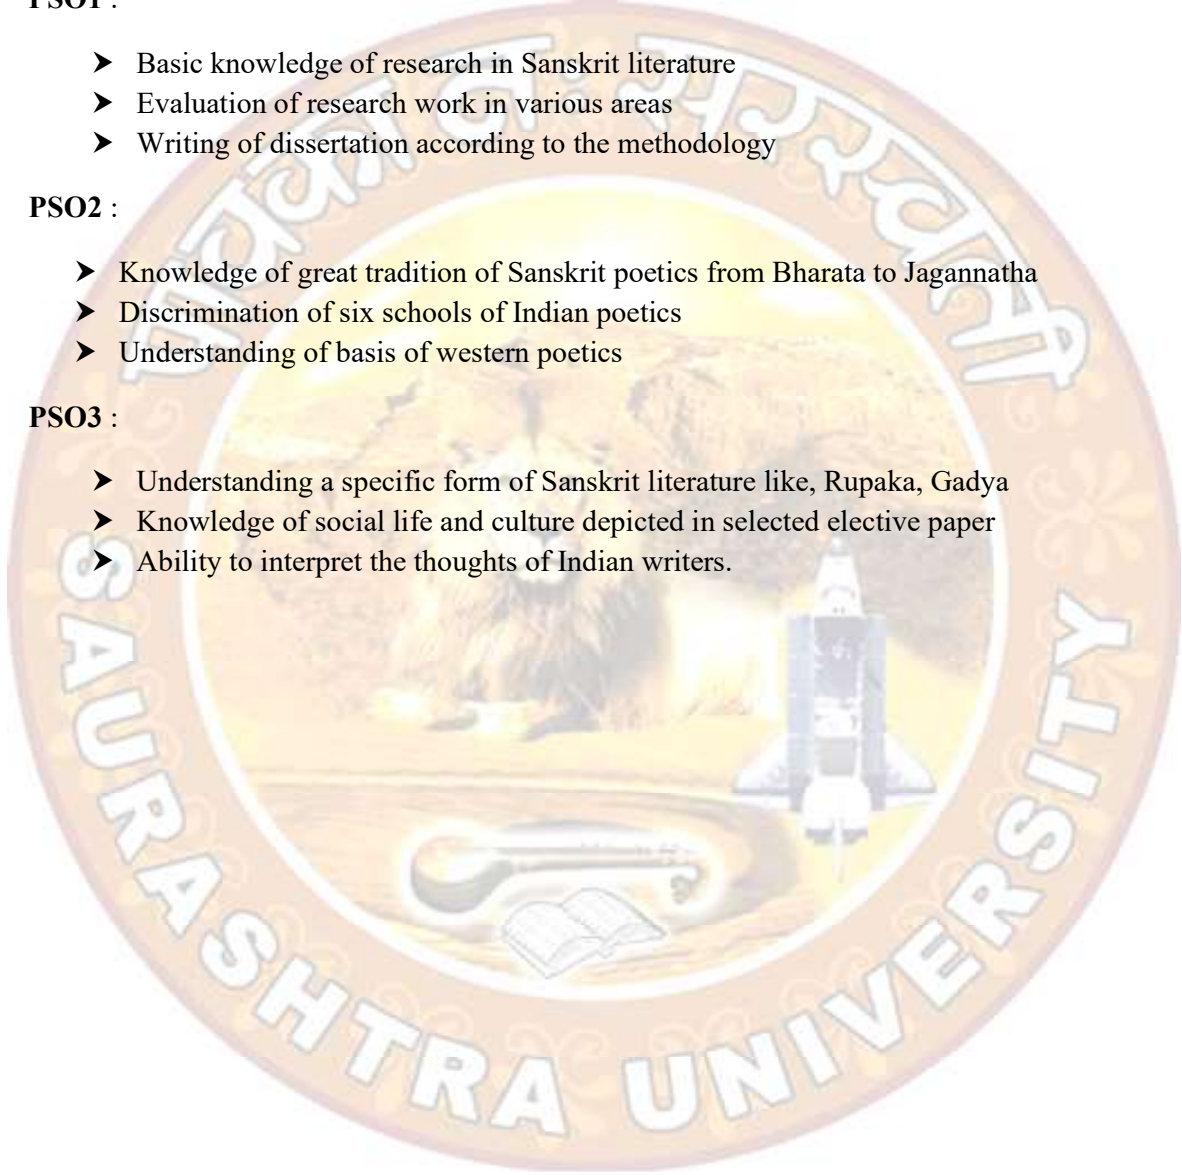 PSO1 :
➤ Basic knowledge of research in Sanskrit literature
➤ Evaluation of research work in various areas
➤ Writing of dissertation according to the methodology
PSO2 :
➤ Knowledge of great tradition of Sanskrit poetics from Bharata to Jagannatha
➤ Discrimination of six schools of Indian poetics
➤ Understanding of basis of western poetics
PSO3 :
➤ Understanding a specific form of Sanskrit literature like, Rupaka, Gadya
➤ Knowledge of social life and culture depicted in selected elective paper
➤ Ability to interpret the thoughts of Indian writers.
पावका नः सरस्वती
SAURASHTRA UNIVERSITY